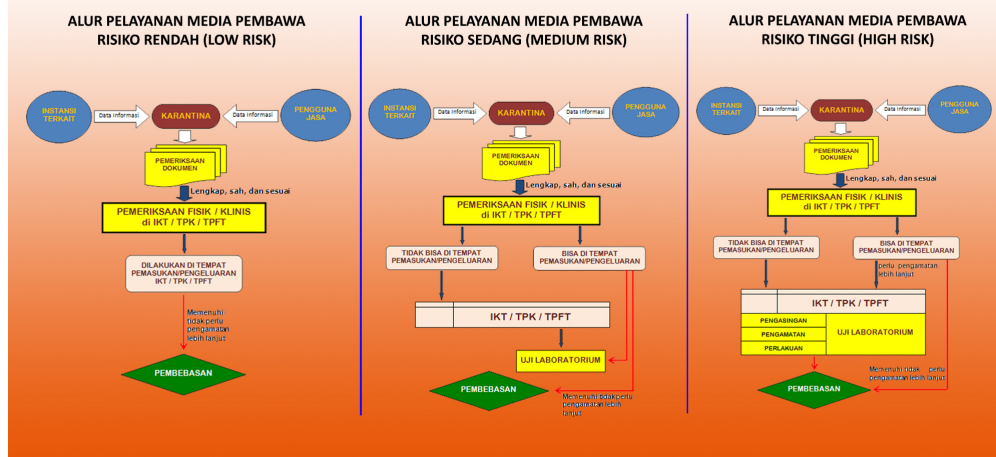 ALUR PELAYANAN MEDIA PEMBAWA
RISIKO RENDAH (LOW RISK)
INSTANSI
TERKAIT
Data Informasi
KARANTINA
Data Informasi
PENGGUNA
JASA
PEMERIKSAAN
DOKUMEN
Lengkap, sah, dan sesuai
PEMERIKSAAN FISIK / KLINIS
di IKT / TPK / TPFT
DILAKUKAN DI TEMPAT
PEMASUKAN/PENGELUARAN
IKT / TPK / TPFT
Memenuhi
tidak perlu
pengamatan
lebih lanjut
PEMBEBASAN
ALUR PELAYANAN MEDIA PEMBAWA
RISIKO SEDANG (MEDIUM RISK)
INSTANSI
TERKAIT
Data Informasi
KARANTINA
Data Informasi
PENGGUNA
JASA
PEMERIKSAAN
DOKUMEN
Lengkap, sah, dan sesuai
PEMERIKSAAN FISIK / KLINIS
di IKT / TPK / TPFT
TIDAK BISA DI TEMPAT
PEMASUKAN/PENGELUARAN
BISA DI TEMPAT
PEMASUKAN/PENGELUARAN
IKT / TPK / TPFT
UJI LABORATORIUM
PEMBEBASAN
Memenuhi tidak perlu
pengamatan lebih
lanjut
ALUR PELAYANAN MEDIA PEMBAWA
RISIKO TINGGI (HIGH RISK)
INSTANSI
TERKAIT
Data Informasi
KARANTINA
Data Informasi
PENGGUNA
JASA
PEMERIKSAAN
DOKUMEN
Lengkap, sah, dan sesuai
PEMERIKSAAN FISIK / KLINIS
di IKT / TPK / TPFT
TIDAK BISA DI TEMPAT
PEMASUKAN/PENGELUARAN
BISA DI TEMPAT
PEMASUKAN/PENGELUARAN
perlu pengamatan
lebih lanjut
IKT / TPK / TPFT
PENGASINGAN
PENGAMATAN
PERLAKUAN
UJI LABORATORIUM
Memenuhi tidak perlu
pengamatan lebih lanjut
PEMBEBASAN